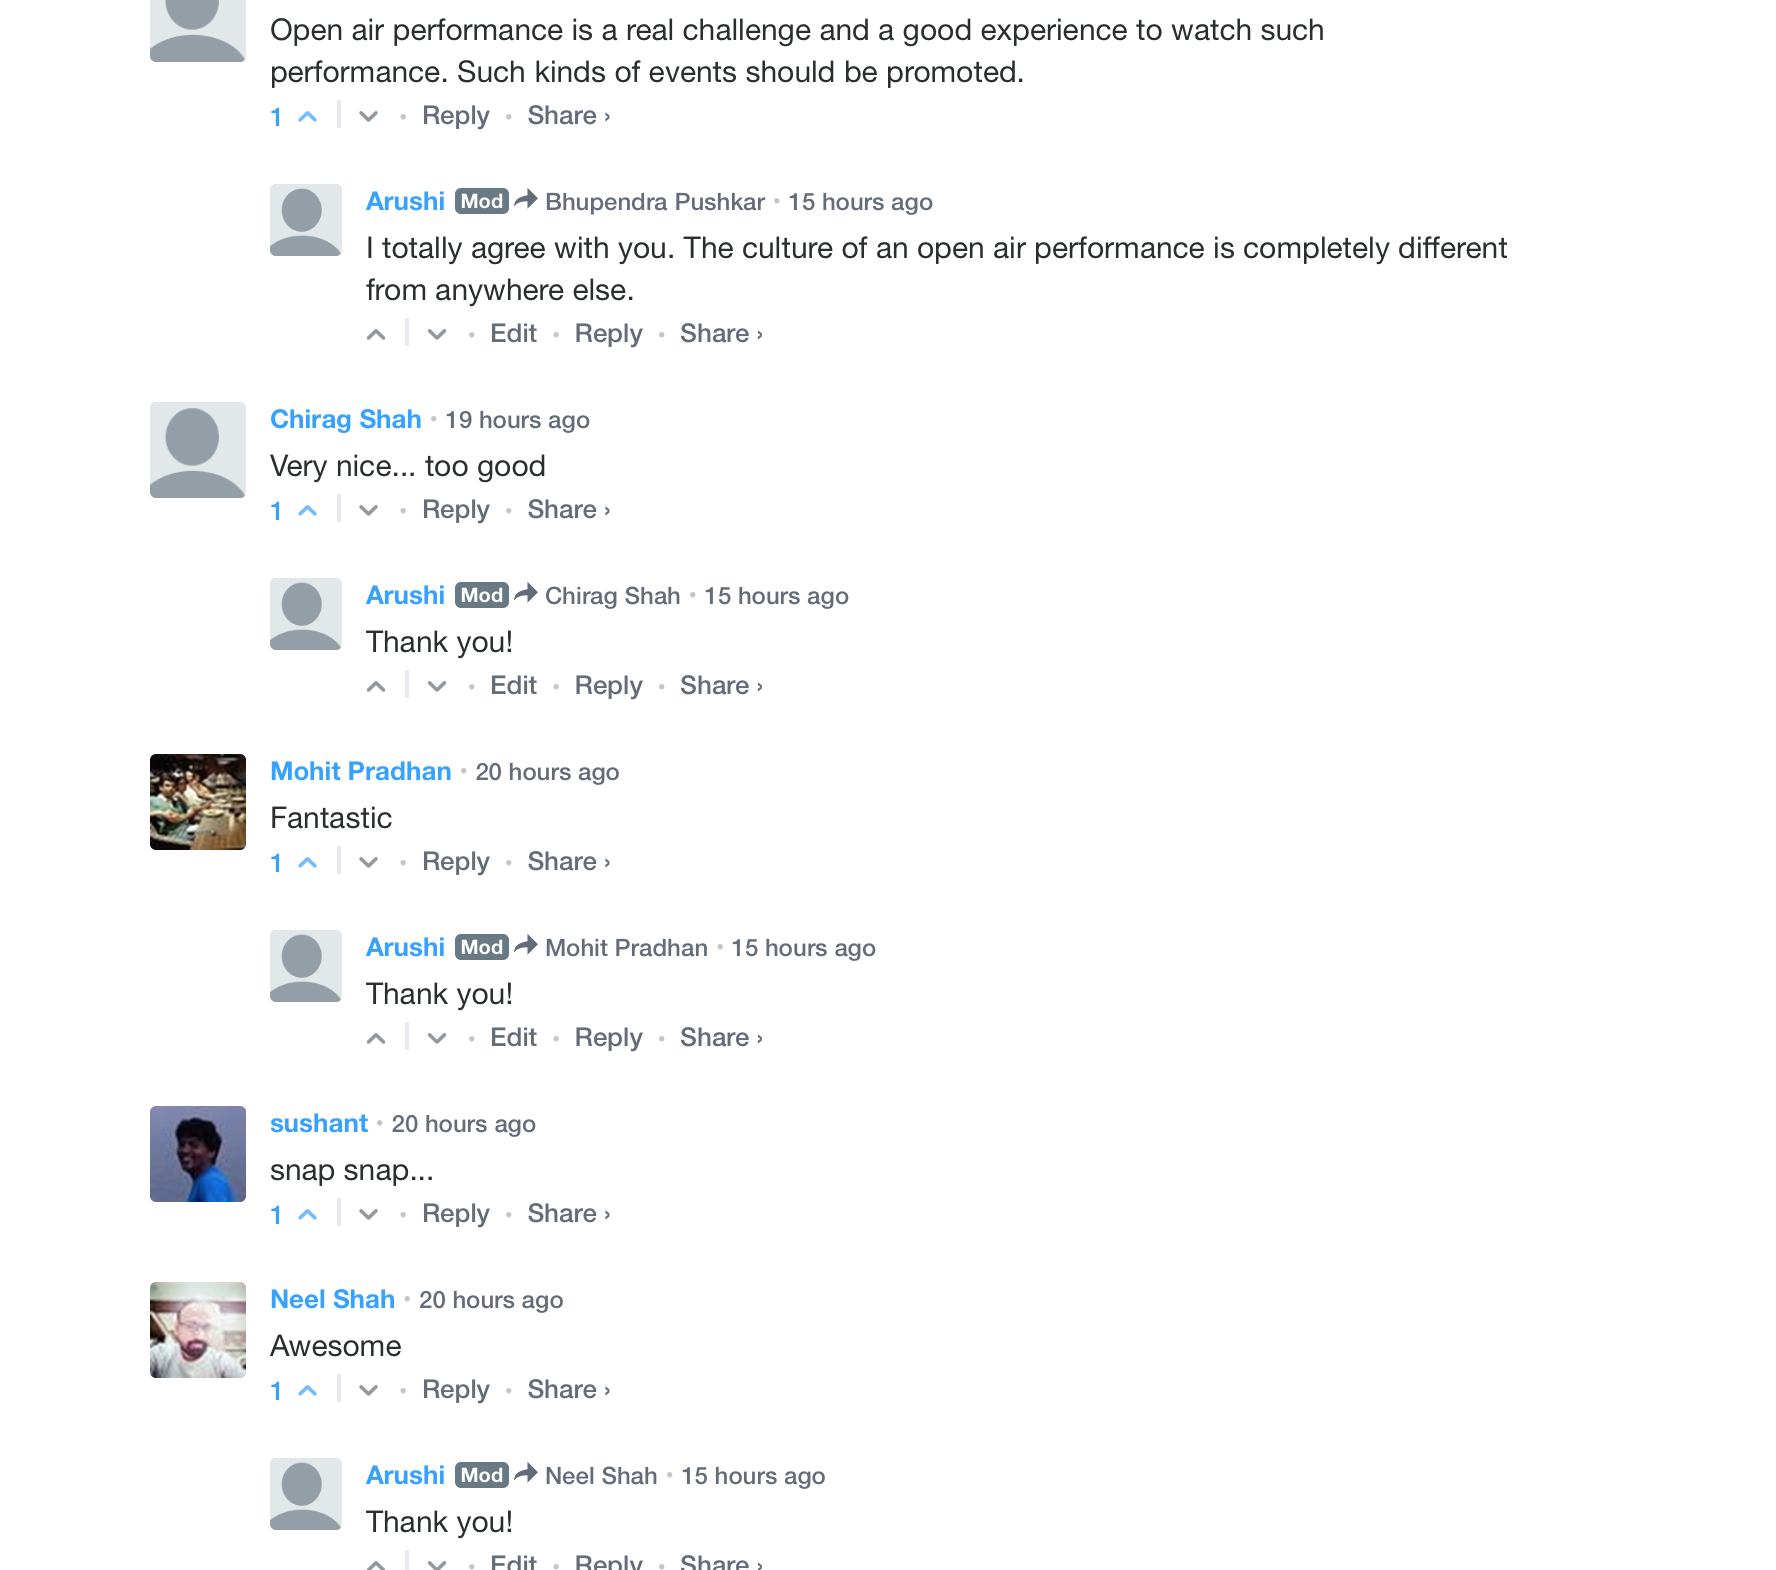 Open air performance is a real challenge and a good experience to watch such
performance. Such kinds of events should be promoted.
1 • Reply • Share ›
Arushi Mod Bhupendra Pushkar • 15 hours ago
I totally agree with you. The culture of an open air performance is completely different
from anywhere else.
• Edit • Reply • Share ›
Chirag Shah • 19 hours ago
Very nice... too good
1 • Reply • Share ›
Arushi Mod Chirag Shah • 15 hours ago
Thank you!
• Edit • Reply • Share ›
Mohit Pradhan • 20 hours ago
Fantastic
1 • Reply • Share ›
Arushi Mod Mohit Pradhan • 15 hours ago
Thank you!
• Edit • Reply • Share ›
sushant • 20 hours ago
snap snap...
1 • Reply • Share ›
Neel Shah • 20 hours ago
Awesome
1 • Reply • Share ›
Arushi Mod Neel Shah • 15 hours ago
Thank you!
• Edit • Reply • Share ›